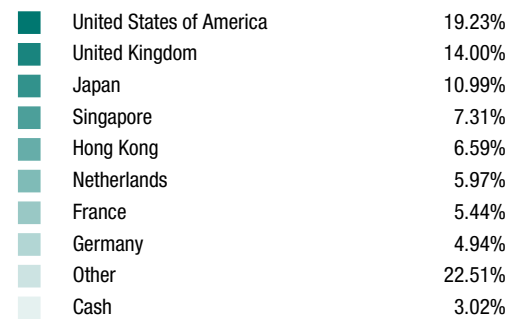 United States of America 19.23%
United Kingdom 14.00%
Japan 10.99%
Singapore 7.31%
Hong Kong 6.59%
Netherlands 5.97%
France 5.44%
Germany 4.94%
Other 22.51%
Cash 3.02%